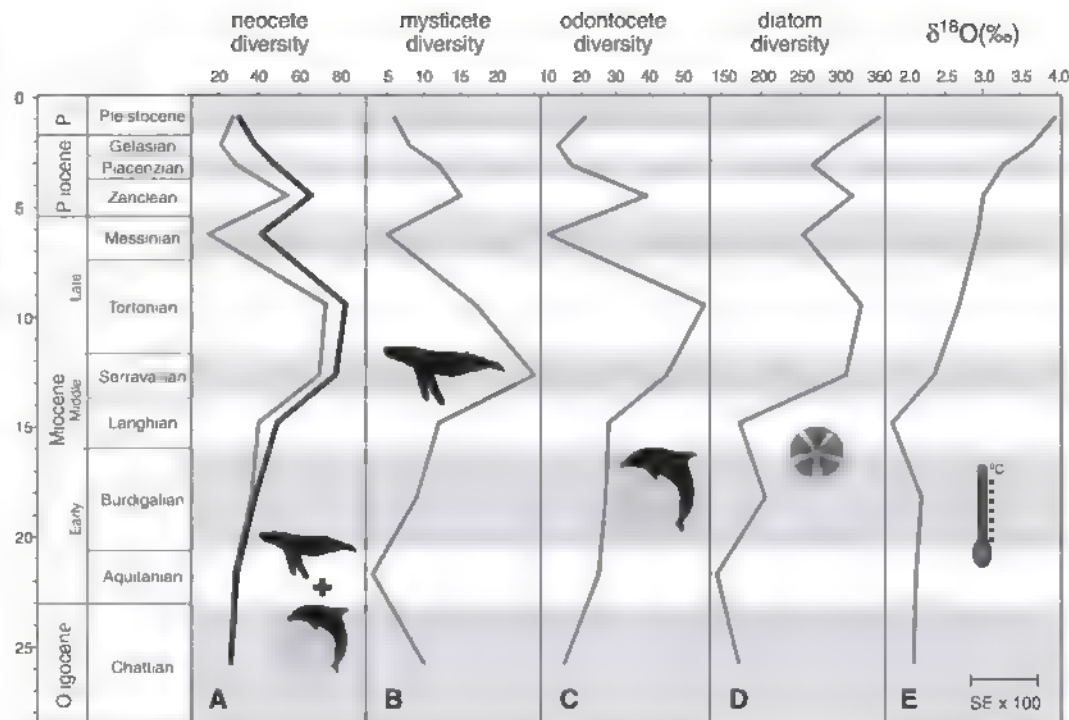 neocete
diversity
mysticete
diversity
odontocete
diversity
diatom
diversity
δ18O(‰)
20 40 60 80
5 10 15 20
10 20 30 40 50
150 200 250 300 350
2.0 2.5 3.0 3.5 4.0
0
5
10
15
20
25
P
Pliocene
Miocene
Late
Middle
Early
Oligocene
Pleistocene
Gelasian
Piacenzian
Zanclean
Messinian
Tortonian
Serravallian
Langhian
Burdigalian
Aquitanian
Chattian
+
°C
A
B
C
D
E
SE x 100